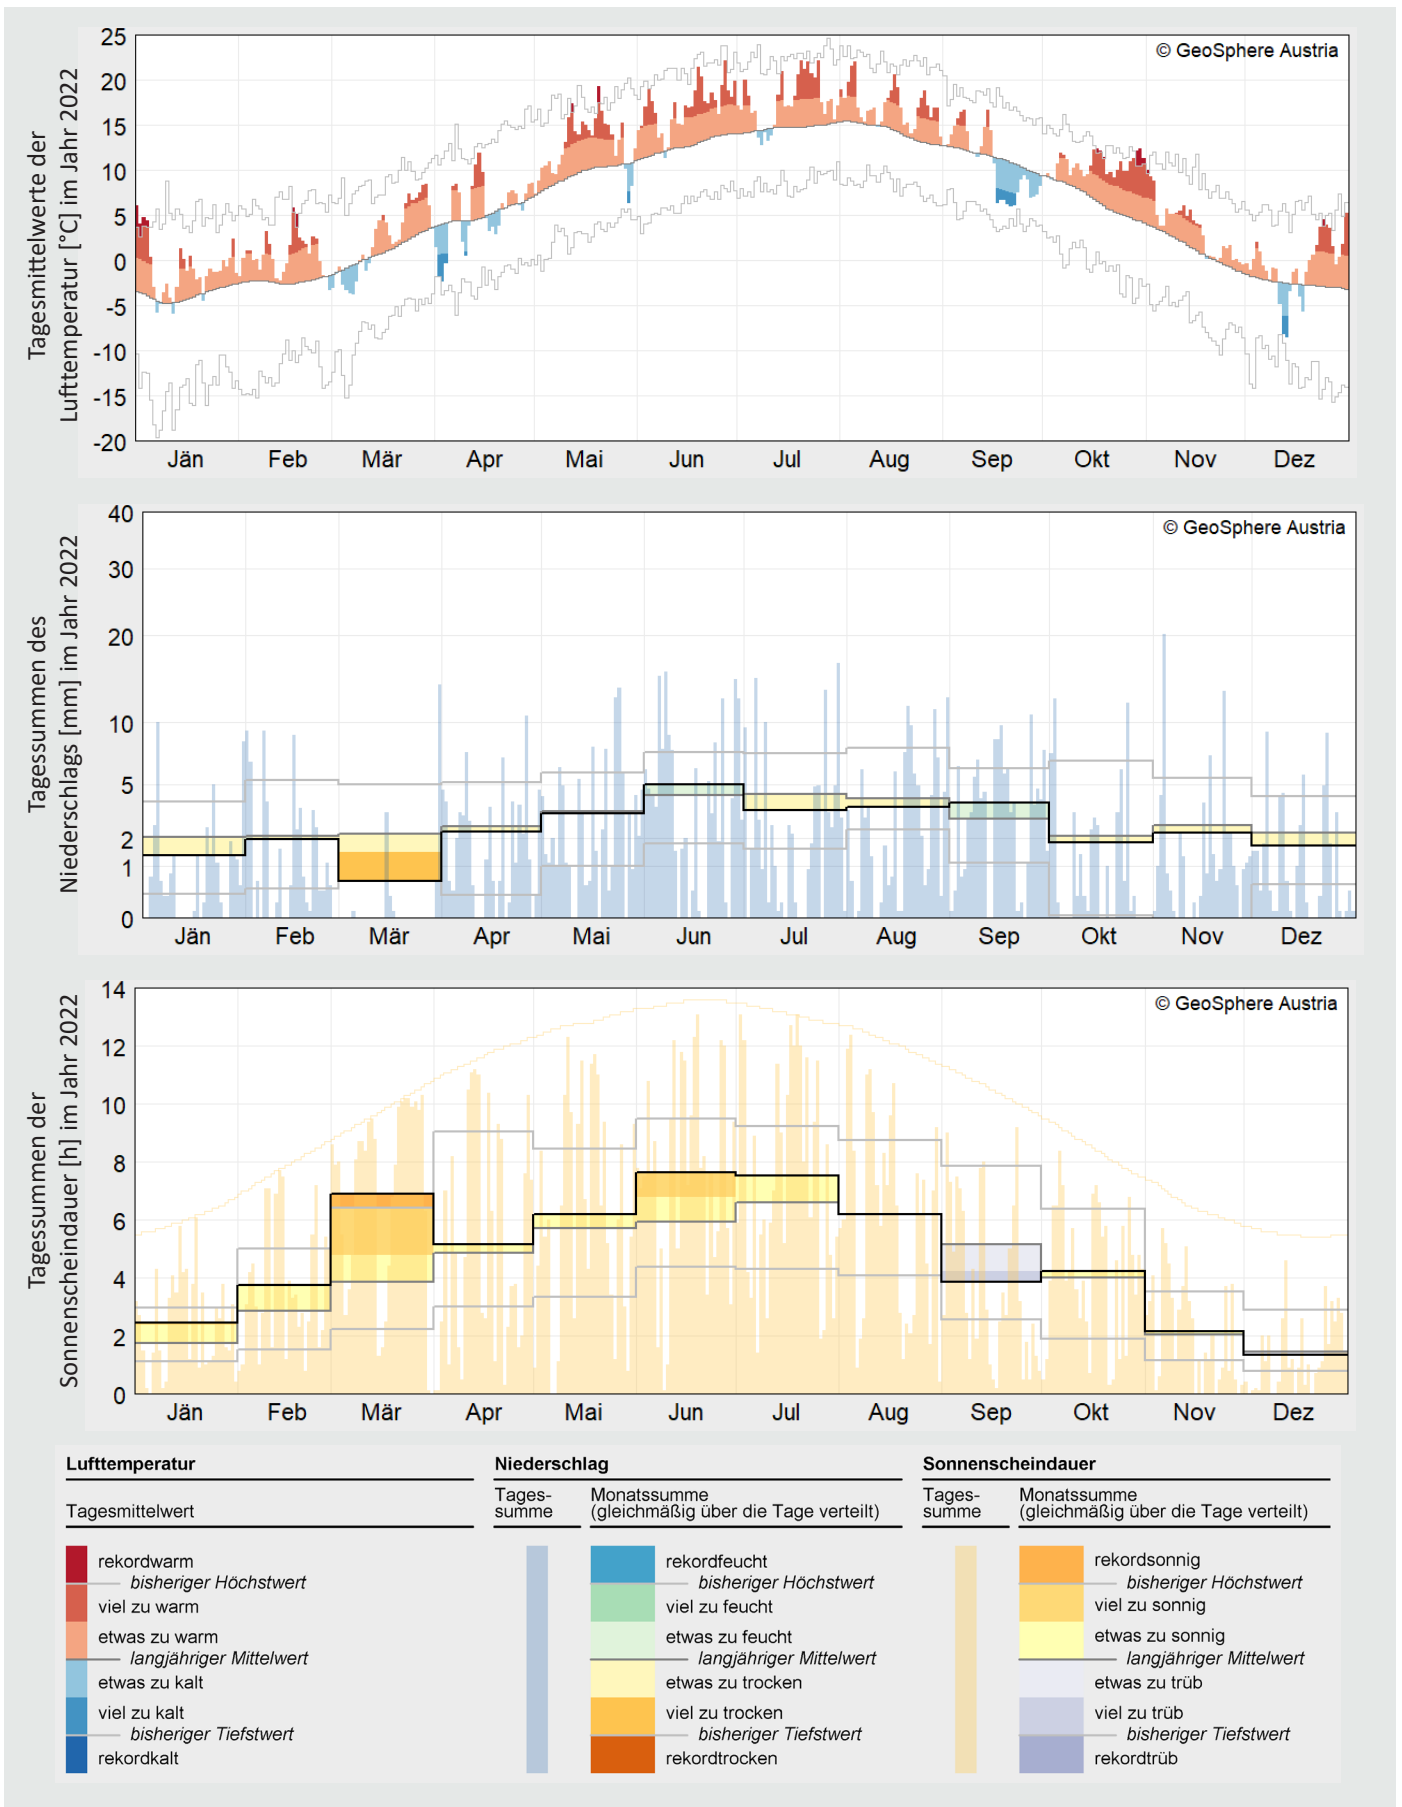 Tagesmittelwerte der
Lufttemperatur [°C] im Jahr 2022
© GeoSphere Austria
25
20
15
10
5
0
-5
-10
-15
-20
Jän Feb Mär Apr Mai Jun Jul Aug Sep Okt Nov Dez
Tagessummen des
Niederschlags [mm] im Jahr 2022
© GeoSphere Austria
40
30
20
10
5
2
1
0
Jän Feb Mär Apr Mai Jun Jul Aug Sep Okt Nov Dez
Tagessummen der
Sonnenscheindauer [h] im Jahr 2022
© GeoSphere Austria
14
12
10
8
6
4
2
0
Jän Feb Mär Apr Mai Jun Jul Aug Sep Okt Nov Dez
Lufttemperatur
Tagesmittelwert
rekordwarm
bisheriger Höchstwert
viel zu warm
etwas zu warm
langjähriger Mittelwert
etwas zu kalt
viel zu kalt
bisheriger Tiefstwert
rekordkalt
Niederschlag
Tages-
summe
Monatssumme
(gleichmäßig über die Tage verteilt)
rekordfeucht
bisheriger Höchstwert
viel zu feucht
etwas zu feucht
langjähriger Mittelwert
etwas zu trocken
viel zu trocken
bisheriger Tiefstwert
rekordtrocken
Sonnenscheindauer
Tages-
summe
Monatssumme
(gleichmäßig über die Tage verteilt)
rekordsonnig
bisheriger Höchstwert
viel zu sonnig
etwas zu sonnig
langjähriger Mittelwert
etwas zu trüb
viel zu trüb
bisheriger Tiefstwert
rekordtrüb